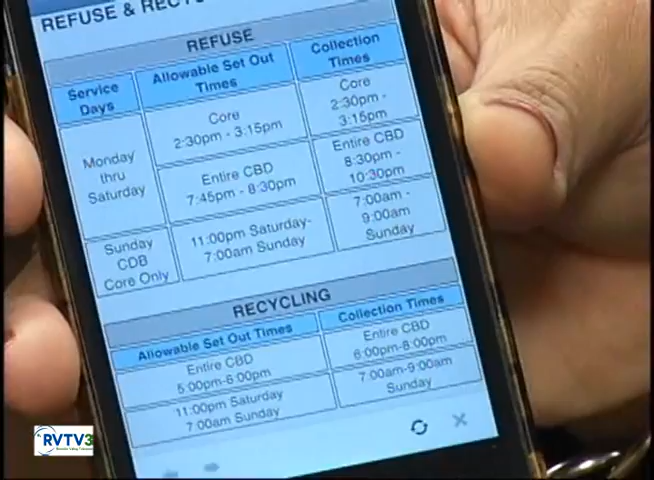 REFUSE & RECYC
REFUSE
Service Days
Allowable Set Out Times
Collection Times
Monday thru Saturday
Core
2:30pm - 3:15pm
Core
2:30pm -
3:15pm
Entire CBD
7:45pm - 8:30pm
Entire CBD
8:30pm -
10:30pm
Sunday
CDB
Core Only
11:00pm Saturday-
7:00am Sunday
7:00am -
9:00am
Sunday
RECYCLING
Allowable Set Out Times
Collection Times
Entire CBD
5:00pm-6:00pm
Entire CBD
6:00pm-8:00pm
11:00pm Saturday
7:00am Sunday
7:00am-9:00am
Sunday
RVTV3